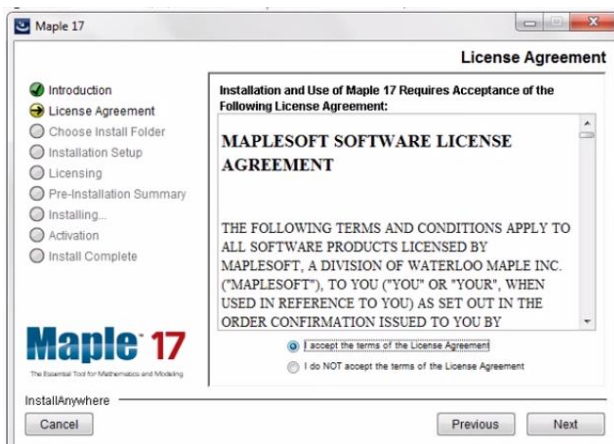 Maple 17
License Agreement
Introduction
License Agreement
Choose Install Folder
Installation Setup
Licensing
Pre-Installation Summary
Installing...
Activation
Install Complete
Installation and Use of Maple 17 Requires Acceptance of the
Following License Agreement:
MAPLESOFT SOFTWARE LICENSE
AGREEMENT
THE FOLLOWING TERMS AND CONDITIONS APPLY TO
ALL SOFTWARE PRODUCTS LICENSED BY
MAPLESOFT, A DIVISION OF WATERLOO MAPLE INC.
("MAPLESOFT"), TO YOU ("YOU" OR "YOUR", WHEN
USED IN REFERENCE TO YOU) AS SET OUT IN THE
ORDER CONFIRMATION ISSUED TO YOU BY
I accept the terms of the License Agreement
I do NOT accept the terms of the License Agreement
Maple 17
The Essential Tool for Mathematics and Modeling
InstallAnywhere
Cancel
Previous
Next